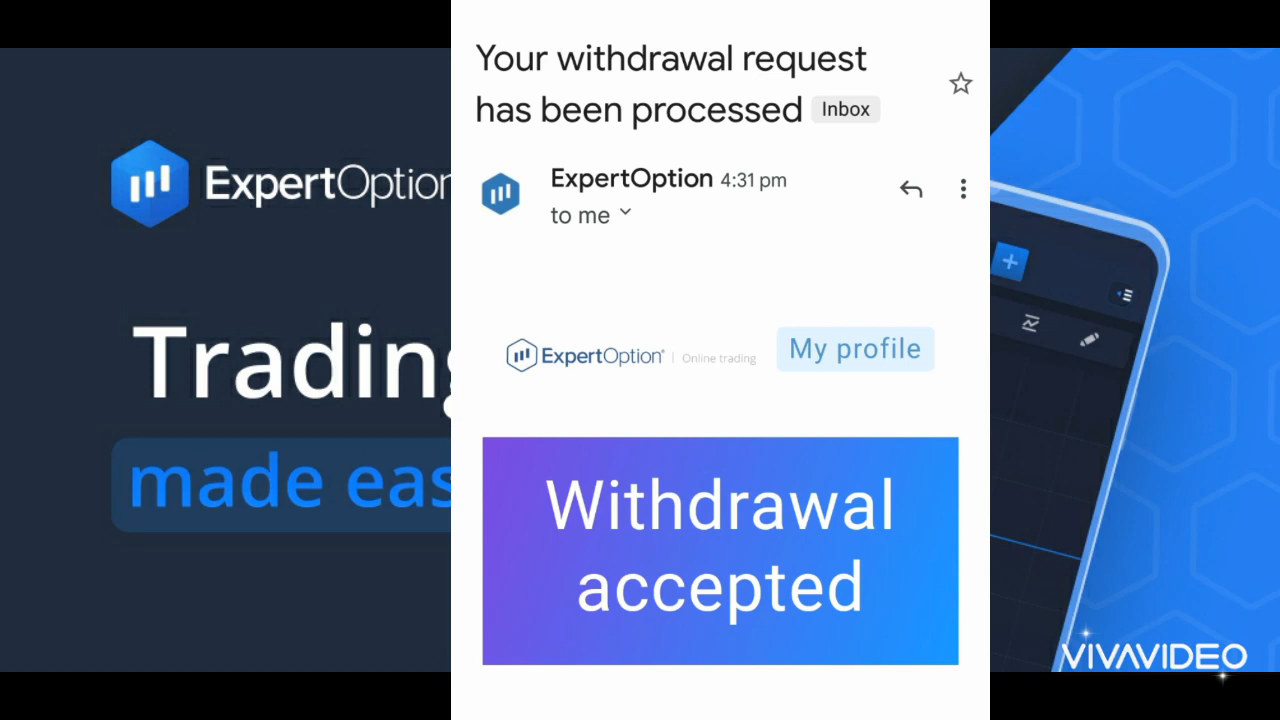 Your withdrawal request
has been processed Inbox
ExpertOption 4:31 pm
to me
ExpertOption
Trading
made eas
ExpertOption® | Online trading
My profile
Withdrawal
accepted
VIVAVIDEO